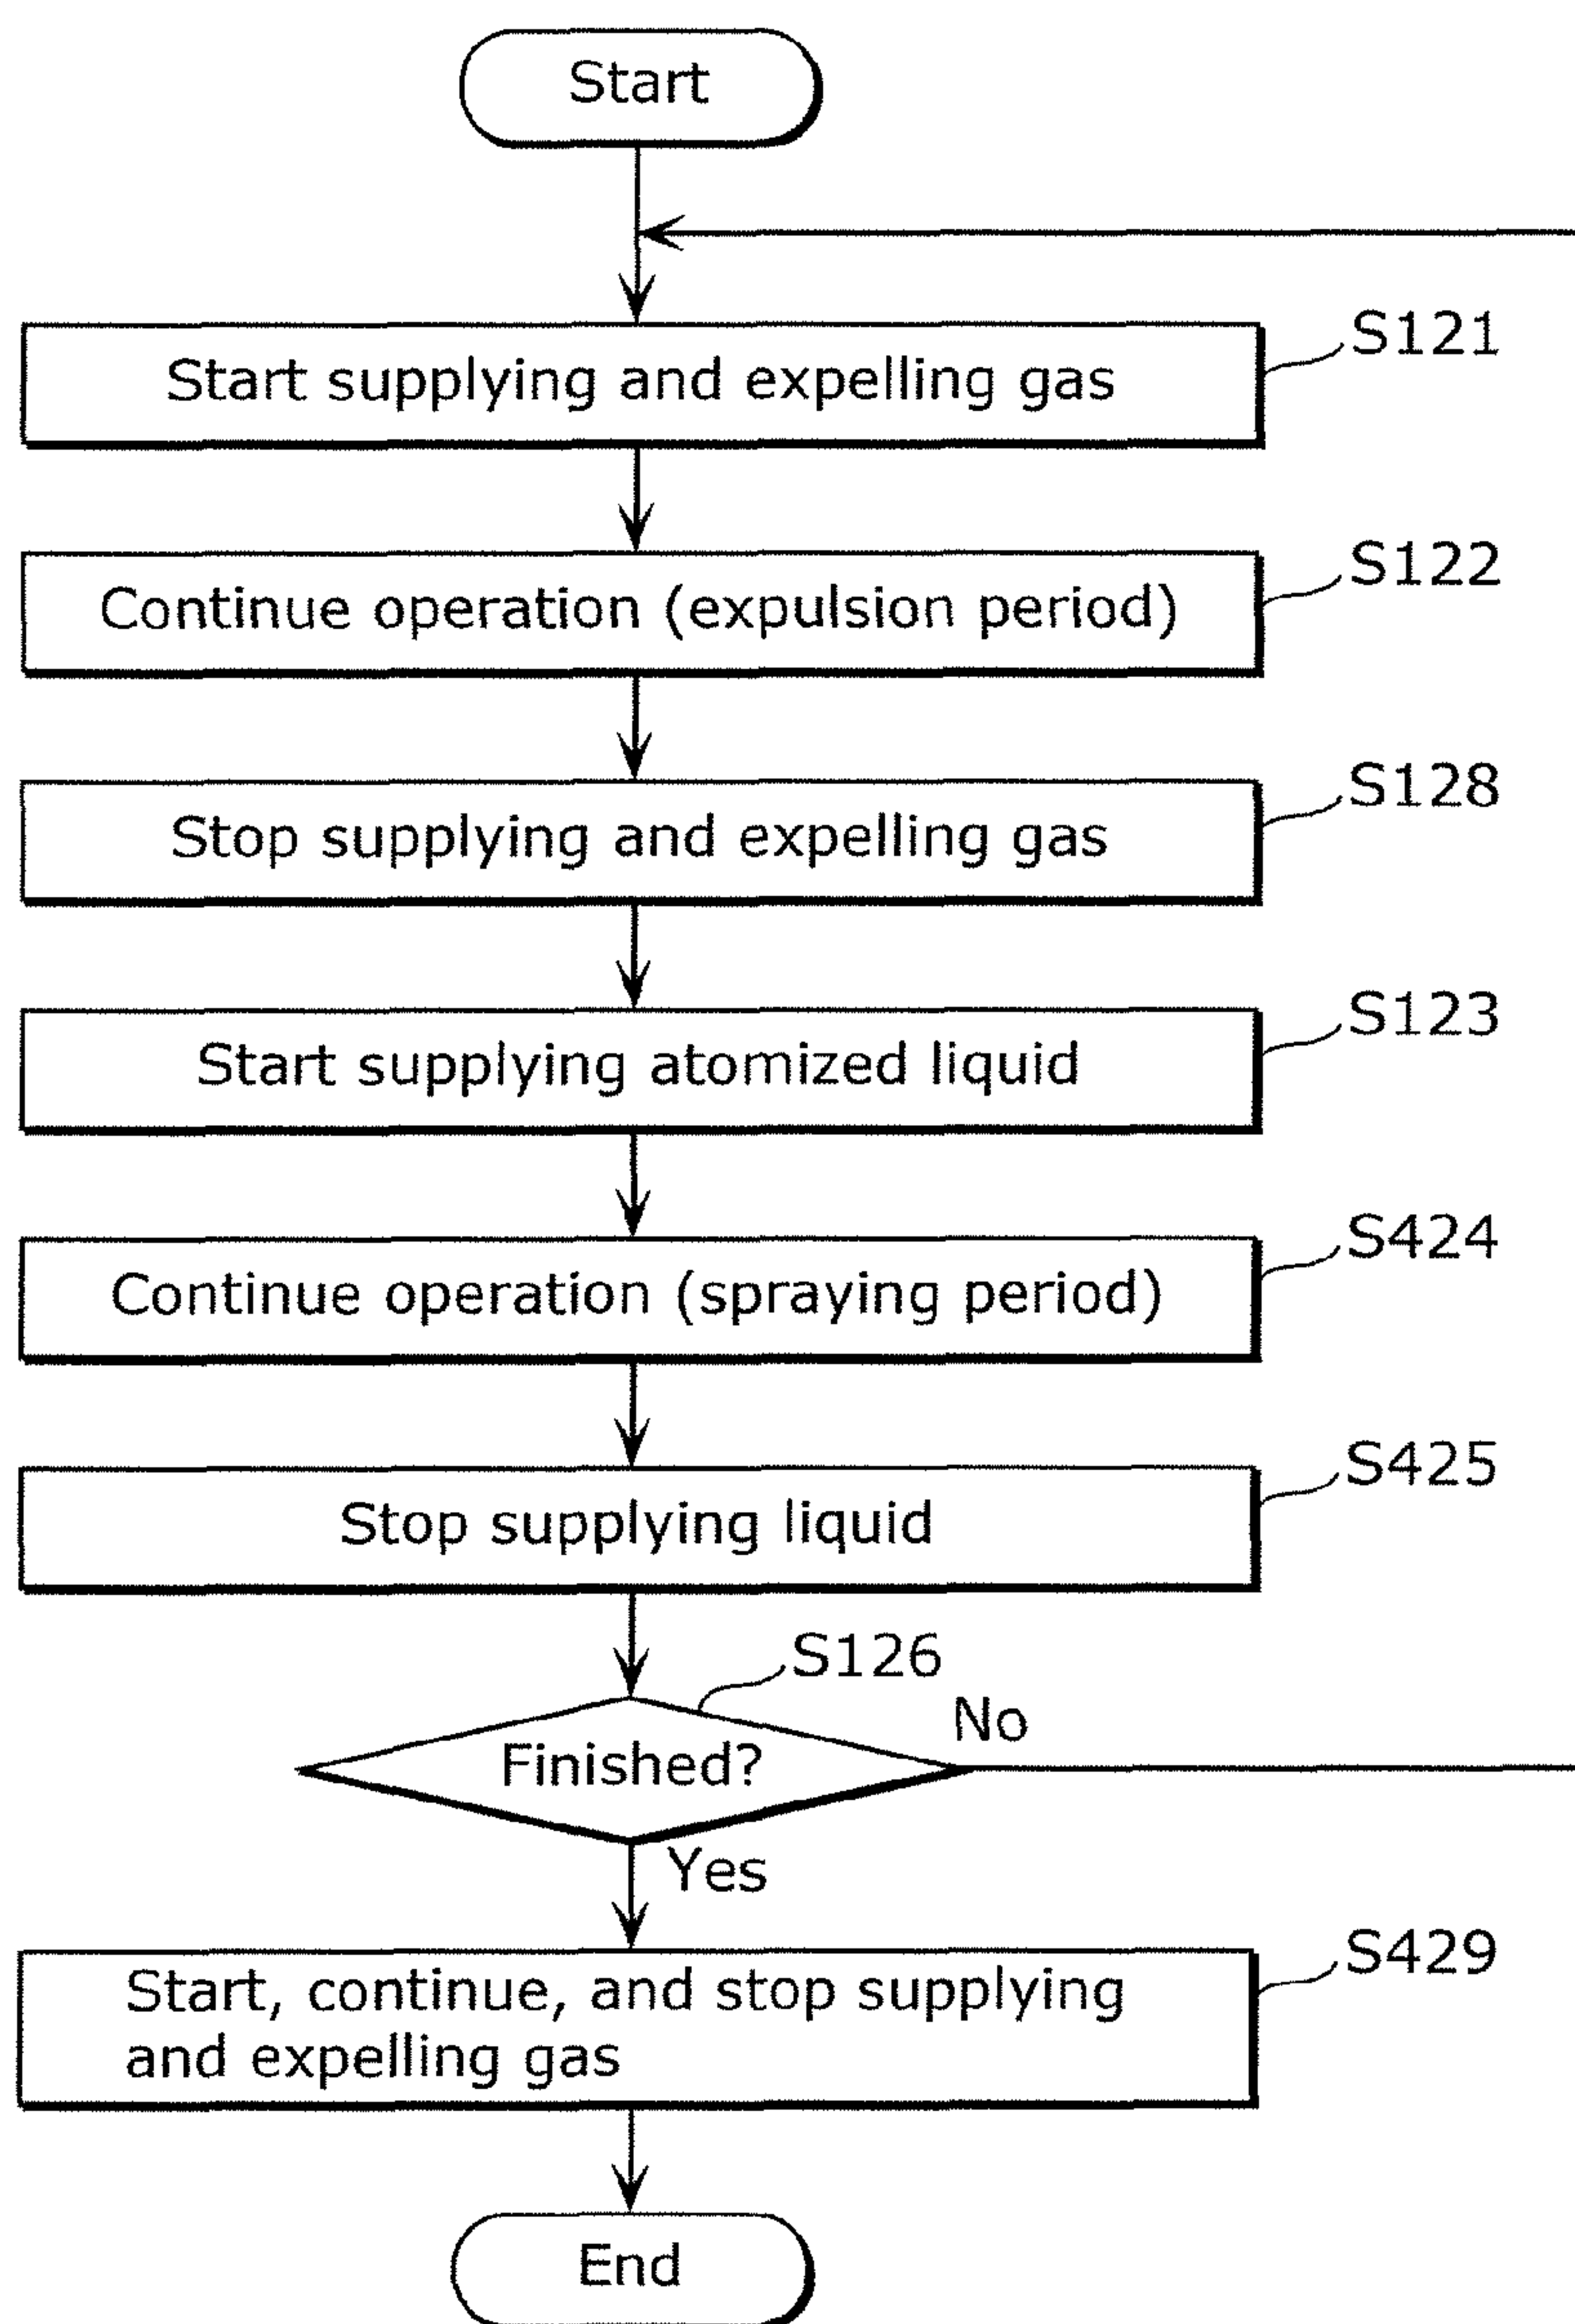 Start
S121
Start supplying and expelling gas
S122
Continue operation (expulsion period)
S128
Stop supplying and expelling gas
S123
Start supplying atomized liquid
S424
Continue operation (spraying period)
S425
Stop supplying liquid
S126
No
Finished?
Yes
S429
Start, continue, and stop supplying
and expelling gas
End